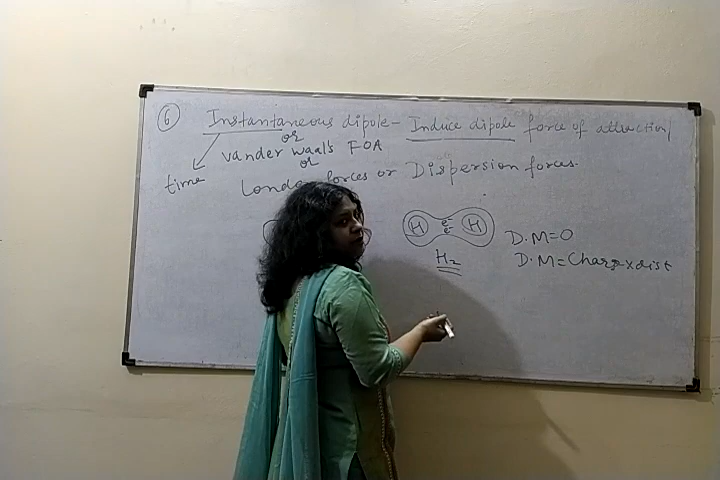 6 Instantaneous dipole - Induce dipole force of attraction/
or
vander waal's FOA
or
time
London forces or Dispersion forces.
H e- e- H
D.M=0
H2
D.M=Charge x dist